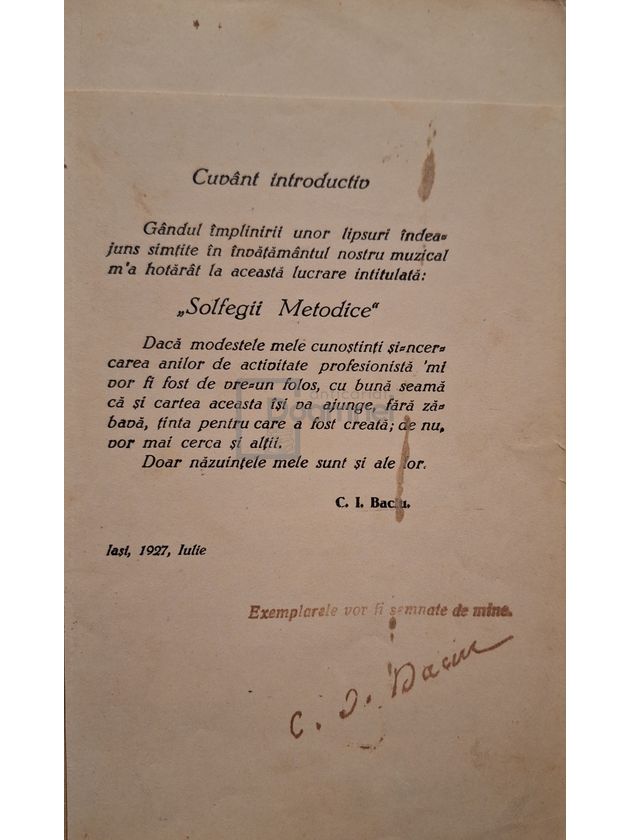 Cuvânt introductiv
Gândul împlinirii unor lipsuri îndea=
juns simțite în învățământul nostru muzical
m'a hotărât la această lucrare intitulată:
„Solfegii Metodice“
Dacă modestele mele cunoștinti și=ncer=
carea anilor de activitate profesionistă 'mi
vor fi fost de vre=un folos, cu bună seamă
că și cartea aceasta își va ajunge, fără ză=
bavă, ținta pentru care a fost creată; de nu,
vor mai cerca și alții.
Doar năzuințele mele sunt și ale lor.
C. I. Baciu.
Iași, 1927, Iulie
Exemplarele vor fi semnate de mine.
C. I. Baciu